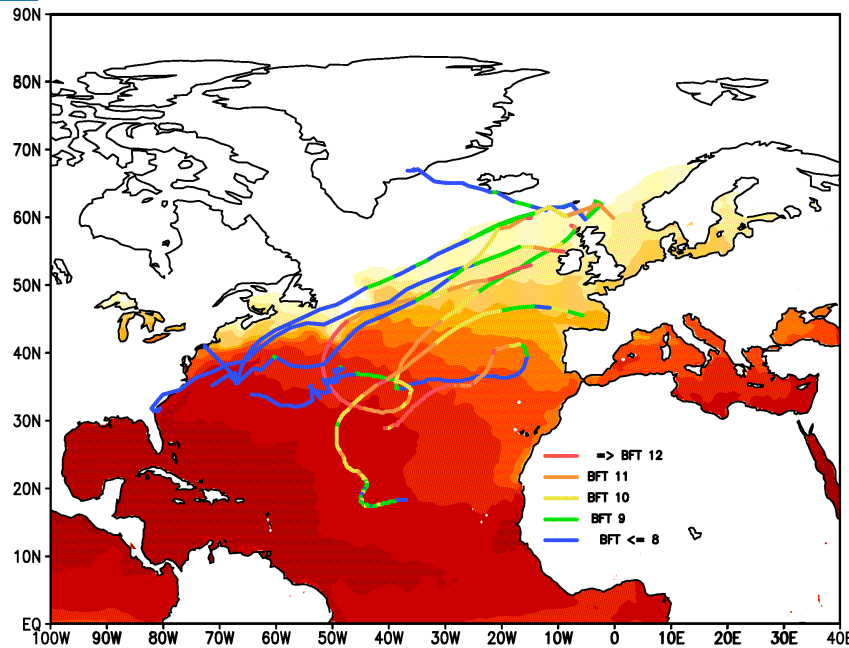 90N
80N
70N
60N
50N
40N
30N
20N
10N
EQ
=> BFT 12
BFT 11
BFT 10
BFT 9
BFT <= 8
100W 90W 80W 70W 60W 50W 40W 30W 20W 10W 0 10E 20E 30E 40E